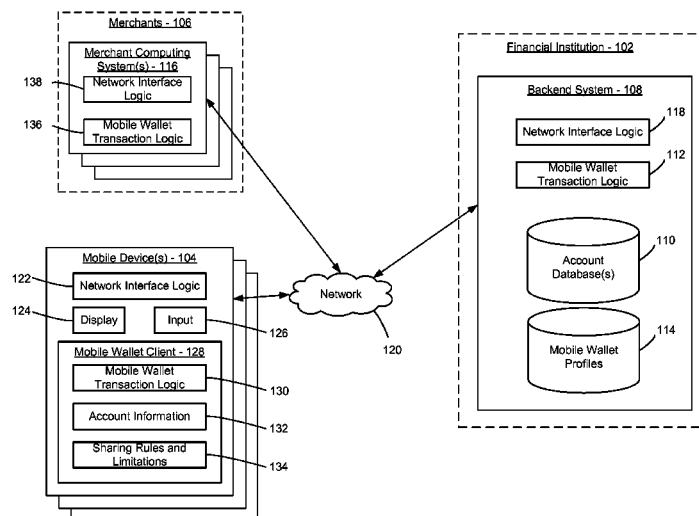 Merchants - 106
Merchant Computing
System(s) - 116
138
Network Interface
Logic
136
Mobile Wallet
Transaction Logic
Financial Institution - 102
Backend System - 108
118
Network Interface Logic
112
Mobile Wallet
Transaction Logic
110
Account
Database(s)
114
Mobile Wallet
Profiles
Network
120
Mobile Device(s) - 104
122
Network Interface Logic
124
Display
Input
126
Mobile Wallet Client - 128
Mobile Wallet
Transaction Logic
130
Account Information
132
Sharing Rules and
Limitations
134